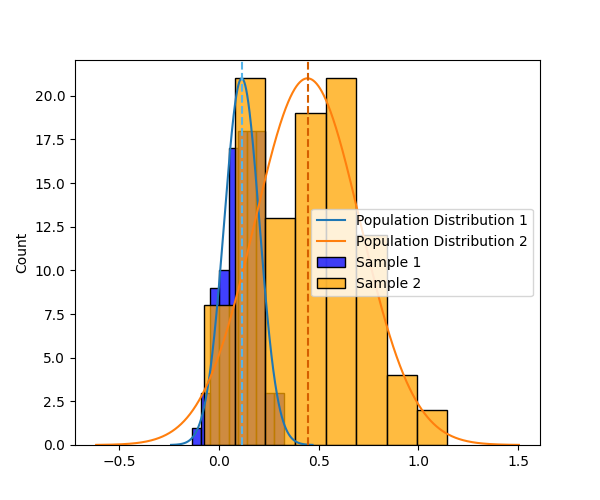 20.0
17.5
15.0
12.5
10.0
7.5
5.0
2.5
0.0
Count
−0.5
0.0
0.5
1.0
1.5
Population Distribution 1
Population Distribution 2
Sample 1
Sample 2